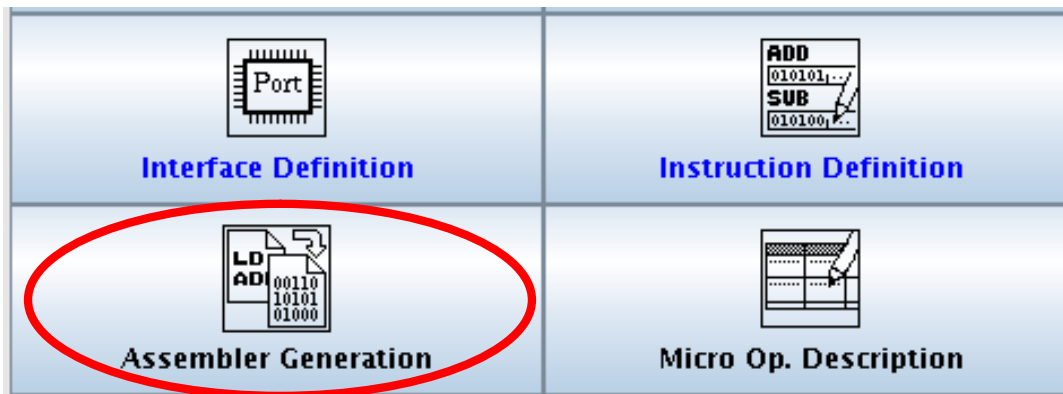 Port
ADD
010101
SUB
010100
Interface Definition
Instruction Definition
LD
AD
00110
10101
01000
Assembler Generation
Micro Op. Description